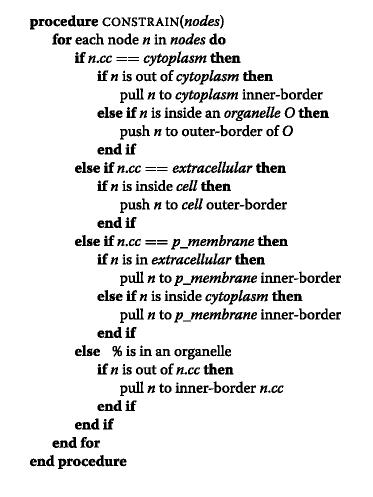 procedure CONSTRAIN(nodes)
for each node n in nodes do
if n.cc == cytoplasm then
if n is out of cytoplasm then
pull n to cytoplasm inner-border
else if n is inside an organelle O then
push n to outer-border of O
end if
else if n.cc == extracellular then
if n is inside cell then
push n to cell outer-border
end if
else if n.cc == p_membrane then
if n is in extracellular then
pull n to p_membrane inner-border
else if n is inside cytoplasm then
pull n to p_membrane inner-border
end if
else % is in an organelle
if n is out of n.cc then
pull n to inner-border n.cc
end if
end if
end for
end procedure